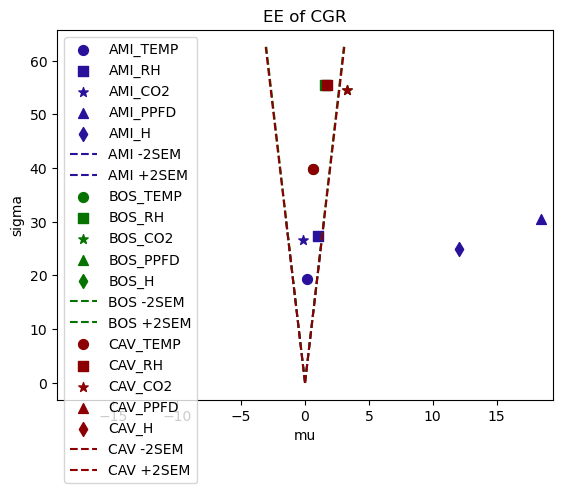 EE of CGR
AMI_TEMP
AMI_RH
AMI_CO2
AMI_PPFD
AMI_H
AMI -2SEM
AMI +2SEM
BOS_TEMP
BOS_RH
BOS_CO2
BOS_PPFD
BOS_H
BOS -2SEM
BOS +2SEM
CAV_TEMP
CAV_RH
CAV_CO2
CAV_PPFD
CAV_H
CAV -2SEM
CAV +2SEM
60
50
40
30
20
10
0
sigma
−15 −10 −5 0 5 10 15
mu